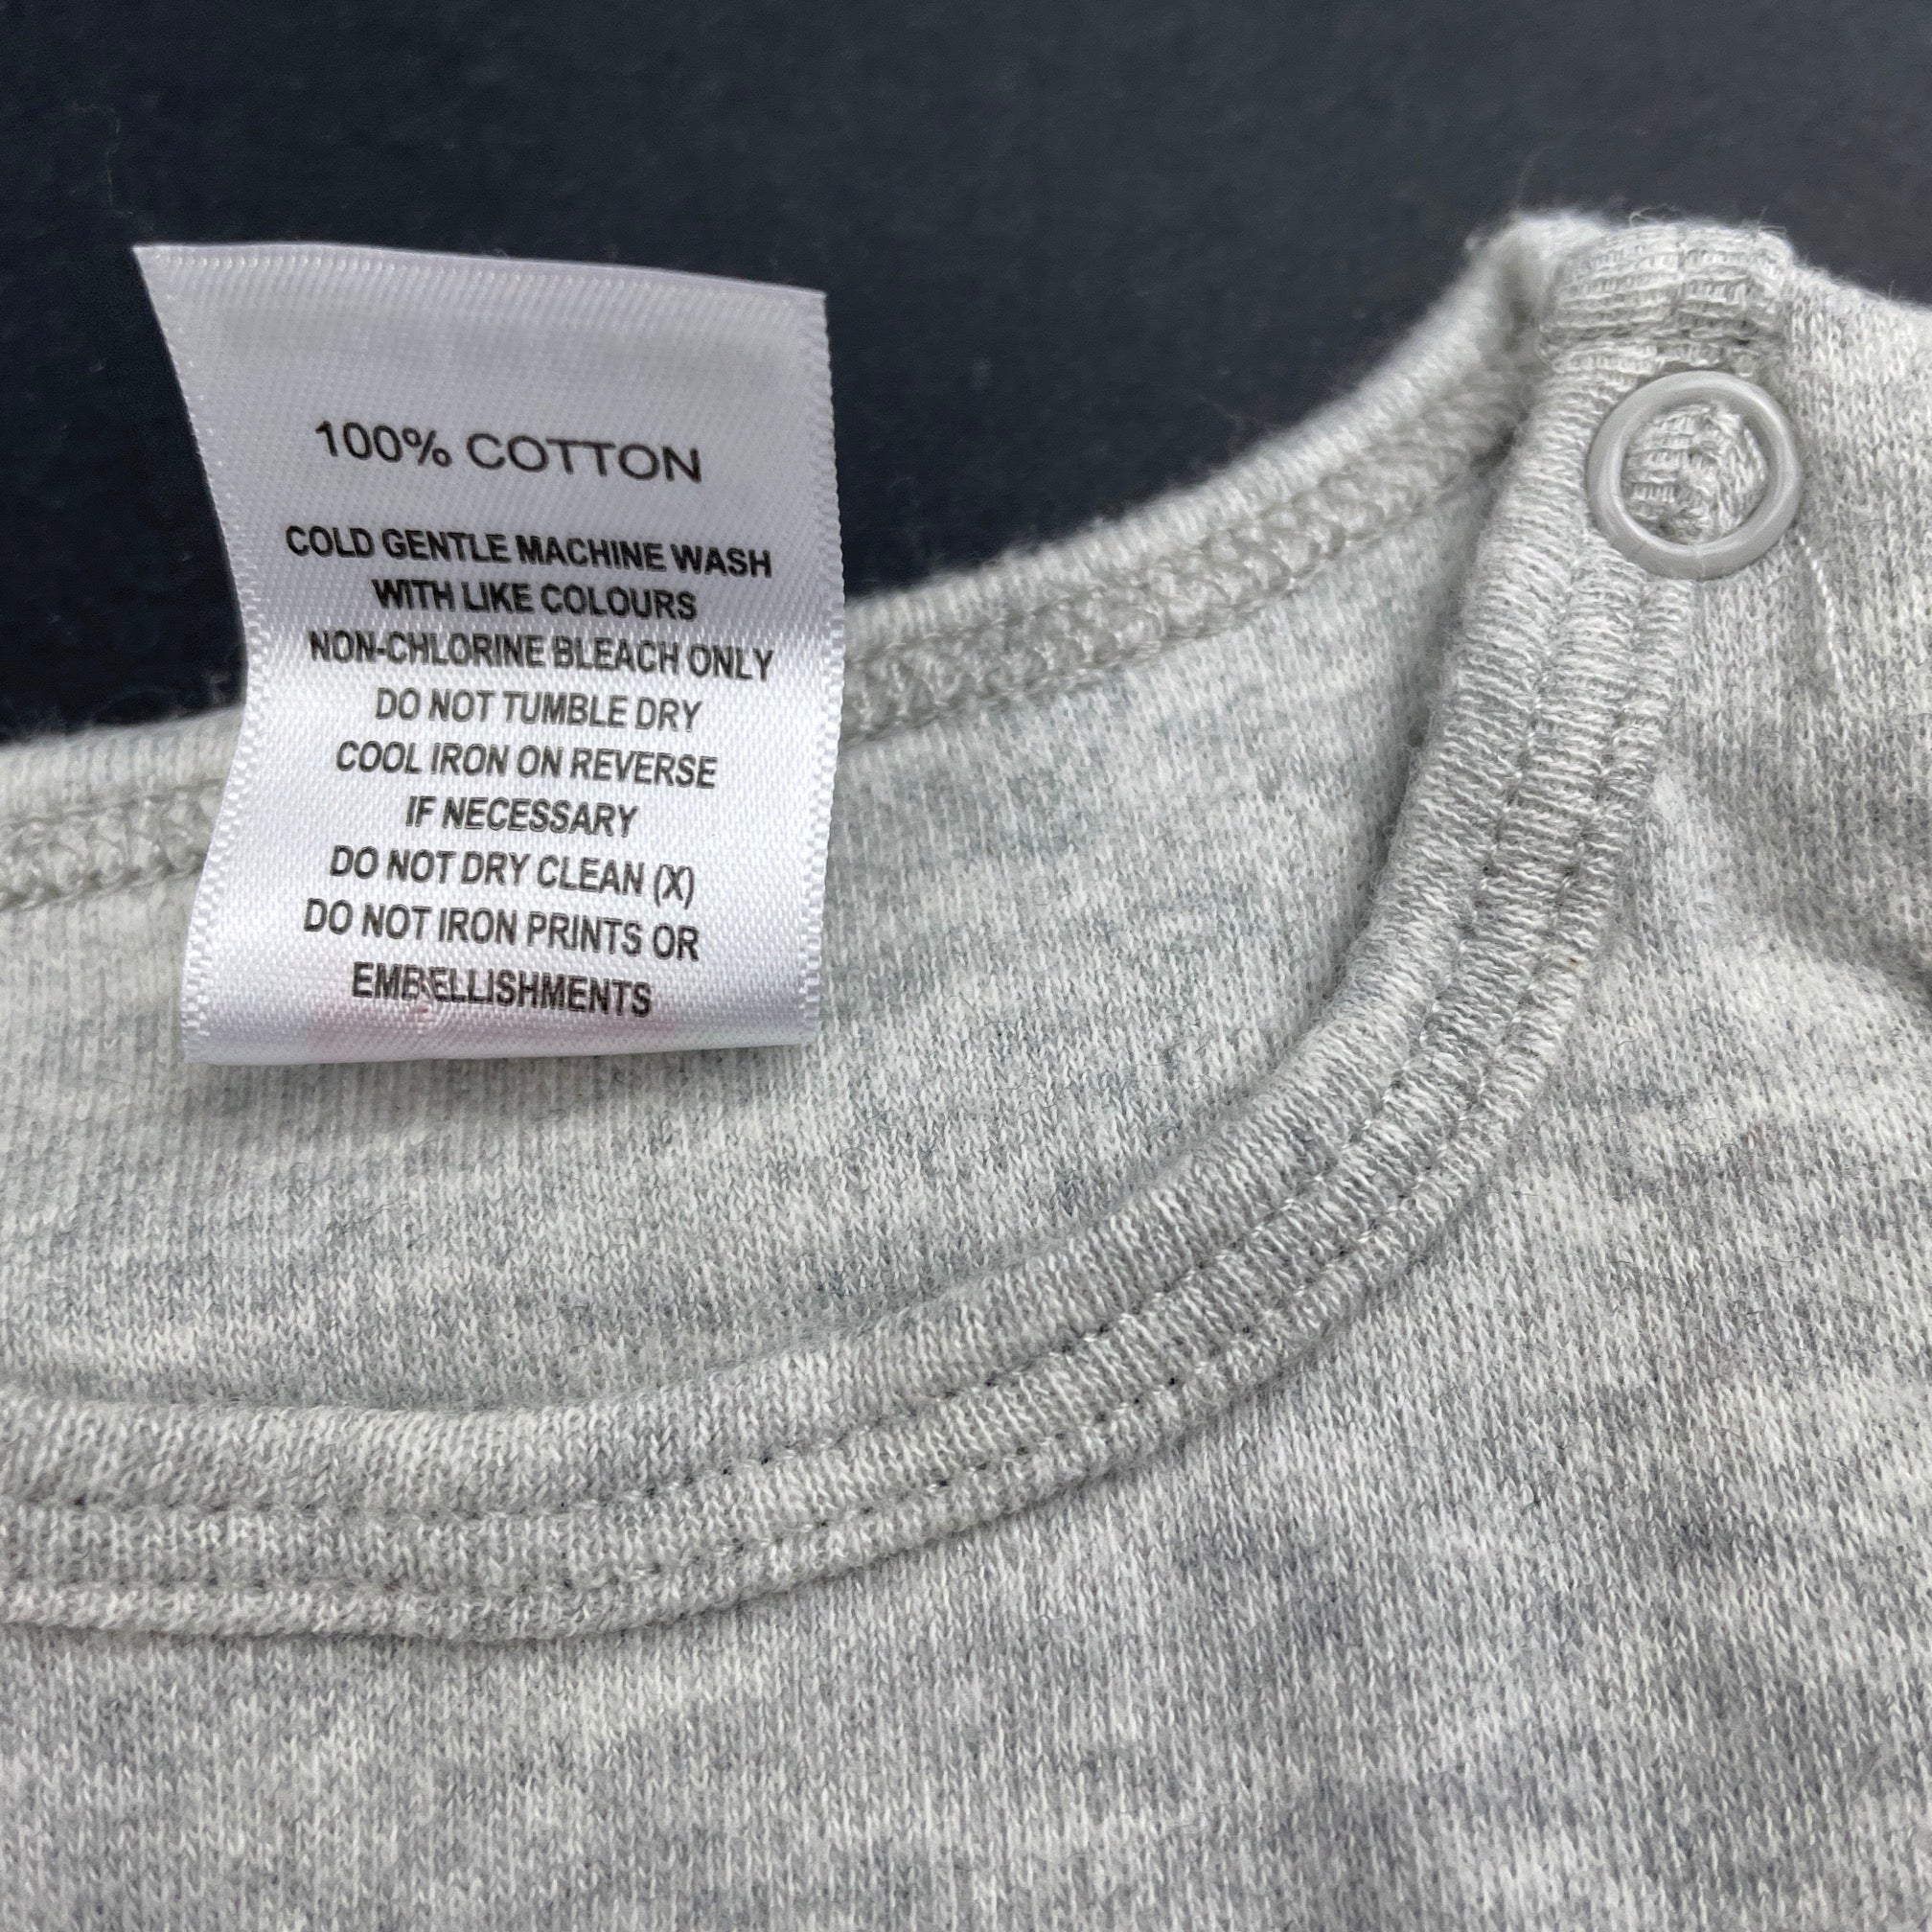 100% COTTON
COLD GENTLE MACHINE WASH
WITH LIKE COLOURS
NON-CHLORINE BLEACH ONLY
DO NOT TUMBLE DRY
COOL IRON ON REVERSE
IF NECESSARY
DO NOT DRY CLEAN (X)
DO NOT IRON PRINTS OR
EMBELLISHMENTS